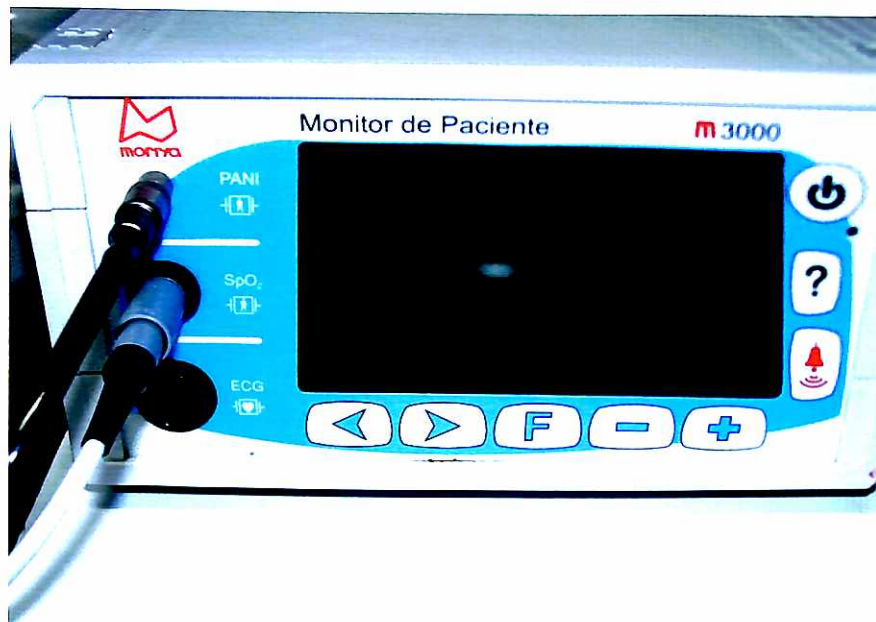 Monitor de Paciente
m3000
morrya
PANI
SpO₂
ECG
?
F